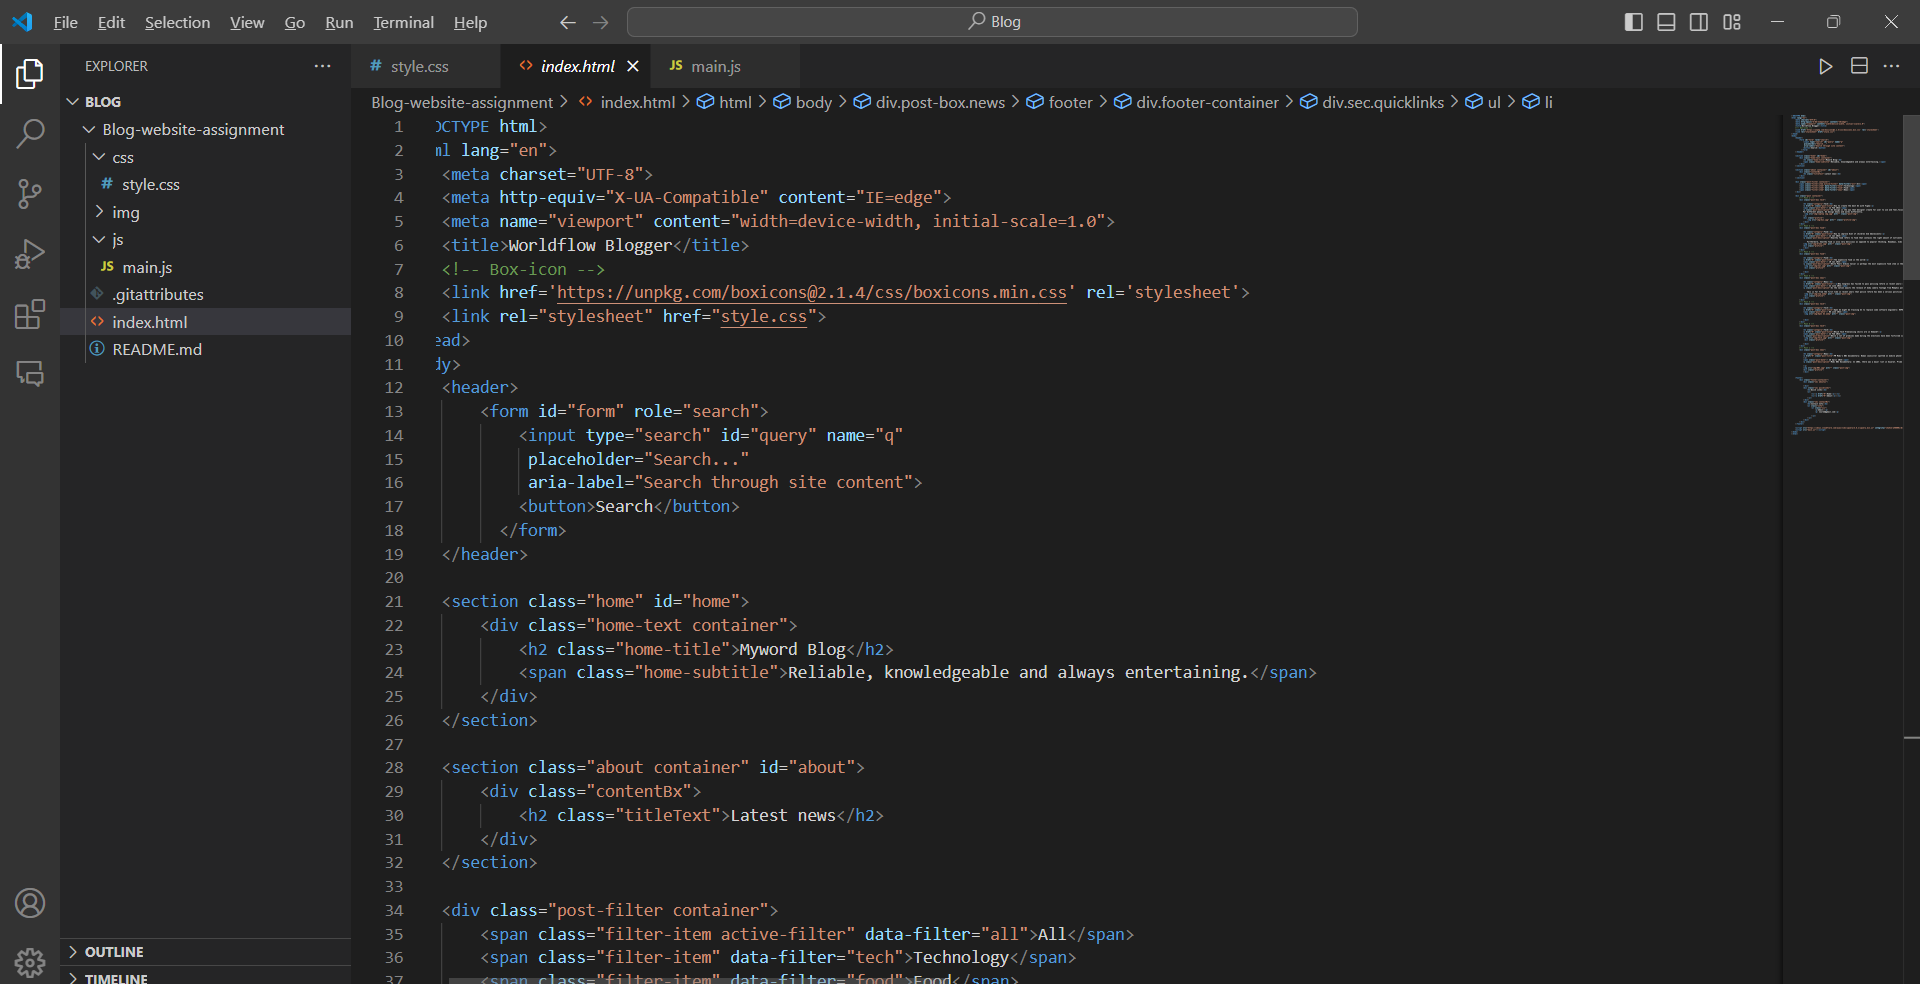 File Edit Selection View Go Run Terminal Help
Blog
EXPLORER
BLOG
Blog-website-assignment
css
# style.css
img
js
JS main.js
.gitattributes
<> index.html
README.md
OUTLINE
TIMELINE
# style.css
<> index.html
JS main.js
Blog-website-assignment > <> index.html > html > body > div.post-box.news > footer > div.footer-container > div.sec.quicklinks > ul > li
1 OCTYPE html>
2 ml lang="en">
3 <meta charset="UTF-8">
4 <meta http-equiv="X-UA-Compatible" content="IE=edge">
5 <meta name="viewport" content="width=device-width, initial-scale=1.0">
6 <title>Worldflow Blogger</title>
7 <!-- Box-icon -->
8 <link href='https://unpkg.com/boxicons@2.1.4/css/boxicons.min.css' rel='stylesheet'>
9 <link rel="stylesheet" href="style.css">
10 ead>
11 dy>
12 <header>
13 <form id="form" role="search">
14 <input type="search" id="query" name="q"
15 placeholder="Search..."
16 aria-label="Search through site content">
17 <button>Search</button>
18 </form>
19 </header>
20
21 <section class="home" id="home">
22 <div class="home-text container">
23 <h2 class="home-title">Myword Blog</h2>
24 <span class="home-subtitle">Reliable, knowledgeable and always entertaining.</span>
25 </div>
26 </section>
27
28 <section class="about container" id="about">
29 <div class="contentBx">
30 <h2 class="titleText">Latest news</h2>
31 </div>
32 </section>
33
34 <div class="post-filter container">
35 <span class="filter-item active-filter" data-filter="all">All</span>
36 <span class="filter-item" data-filter="tech">Technology</span>
37 <span class="filter-item" data-filter="food">Food</span>